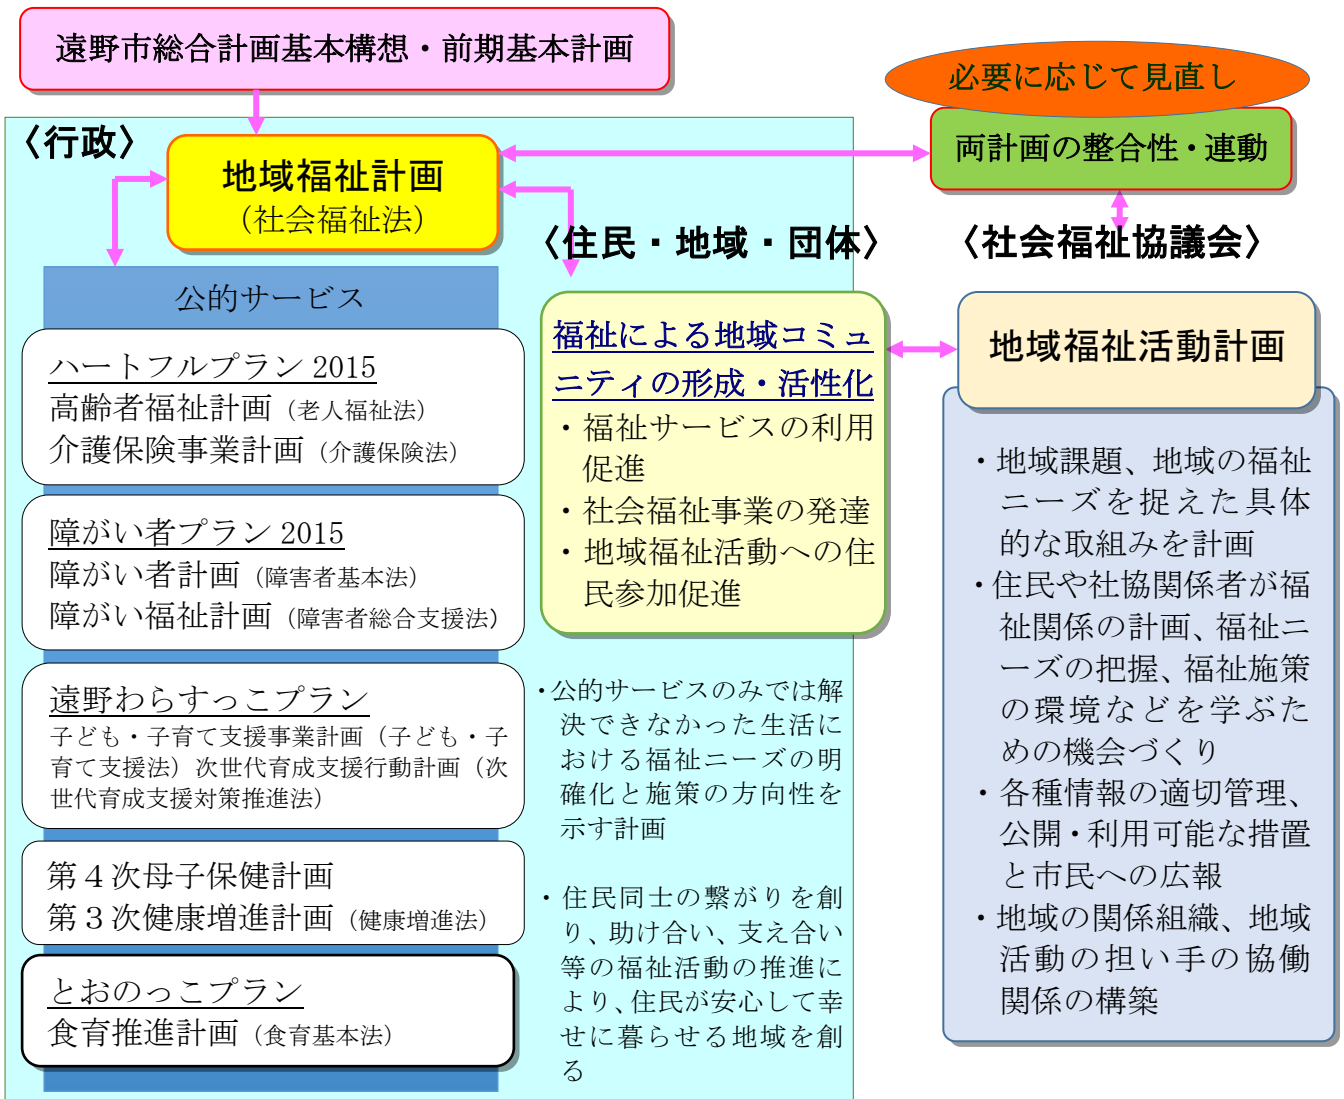 遠野市総合計画基本構想・前期基本計画
必要に応じて見直し
両計画の整合性・連動
〈行政〉
地域福祉計画
（社会福祉法）
公的サービス
ハートフルプラン 2015
高齢者福祉計画（老人福祉法）
介護保険事業計画（介護保険法）
障がい者プラン 2015
障がい者計画（障害者基本法）
障がい福祉計画（障害者総合支援法）
遠野わらすっこプラン
子ども・子育て支援事業計画（子ども・子
育て支援法）次世代育成支援行動計画（次
世代育成支援対策推進法）
第４次母子保健計画
第３次健康増進計画（健康増進法）
とおのっこプラン
食育推進計画（食育基本法）
〈住民・地域・団体〉
福祉による地域コミュ
ニティの形成・活性化
・福祉サービスの利用
促進
・社会福祉事業の発達
・地域福祉活動への住
民参加促進
・公的サービスのみでは解
決できなかった生活に
おける福祉ニーズの明
確化と施策の方向性を
示す計画
・住民同士の繋がりを創
り、助け合い、支え合い
等の福祉活動の推進に
より、住民が安心して幸
せに暮らせる地域を創
る
〈社会福祉協議会〉
地域福祉活動計画
・地域課題、地域の福祉
ニーズを捉えた具体
的な取組みを計画
・住民や社協関係者が福
祉関係の計画、福祉ニ
ーズの把握、福祉施策
の環境などを学ぶた
めの機会づくり
・各種情報の適切管理、
公開・利用可能な措置
と市民への広報
・地域の関係組織、地域
活動の担い手の協働
関係の構築